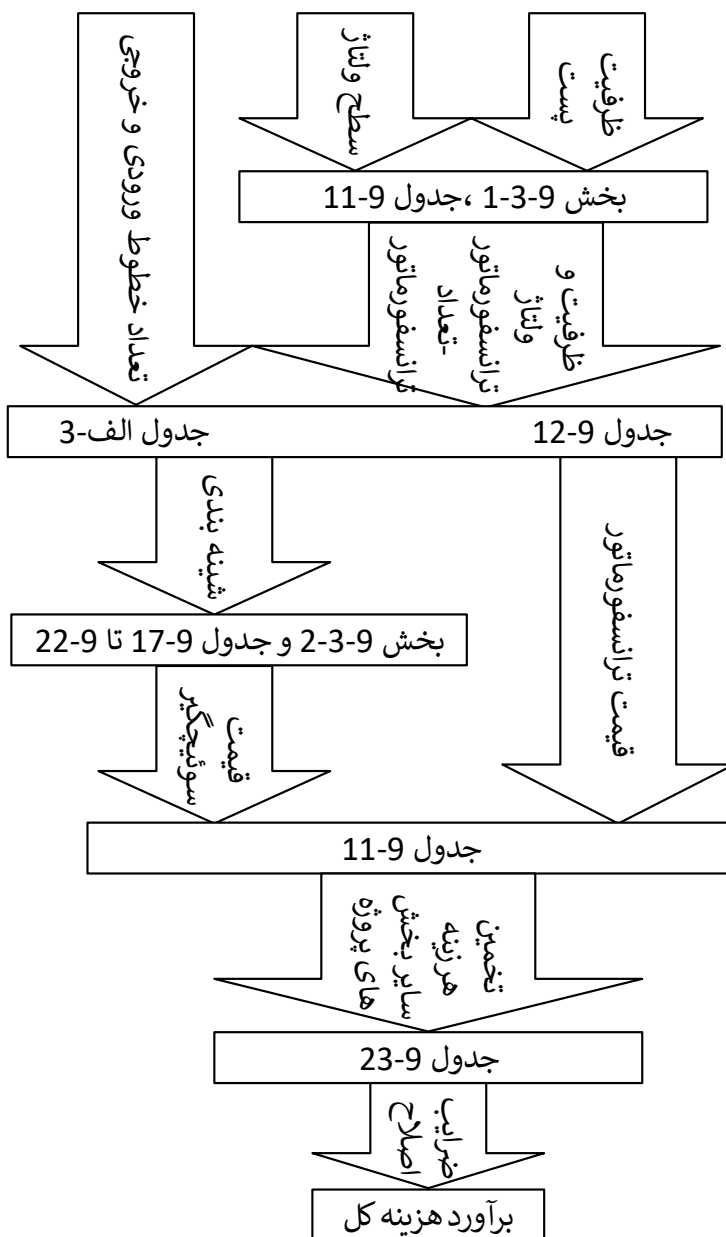 ظرفیت
پست
سطح ولتاژ
تعداد خطوط ورودی و خروجی
بخش 9-3-1 ،جدول 9-11
ظرفیت و
ولتاژ
ترانسفورماتور
-تعداد
ترانسفورماتور
جدول 9-12
جدول الف-3
شینه بندی
قیمت ترانسفورماتور
بخش 9-3-2 و جدول 9-17 تا 9-22
قیمت
سوئیچگیر
جدول 9-11
تخمین
هزینه
سایر بخش
های پروژه
جدول 9-23
ضرایب
اصلاح
برآورد هزینه کل